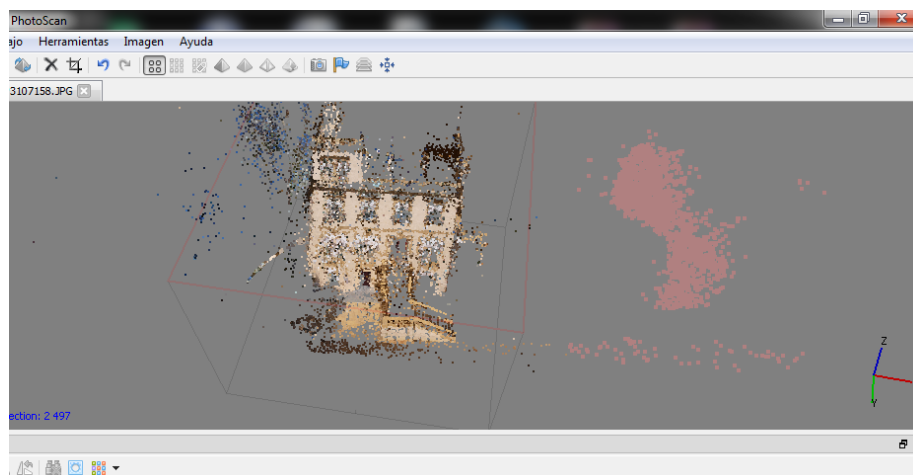 PhotoScan
ajo Herramientas Imagen Ayuda
3107158.JPG
Z
Y
ection: 2 497